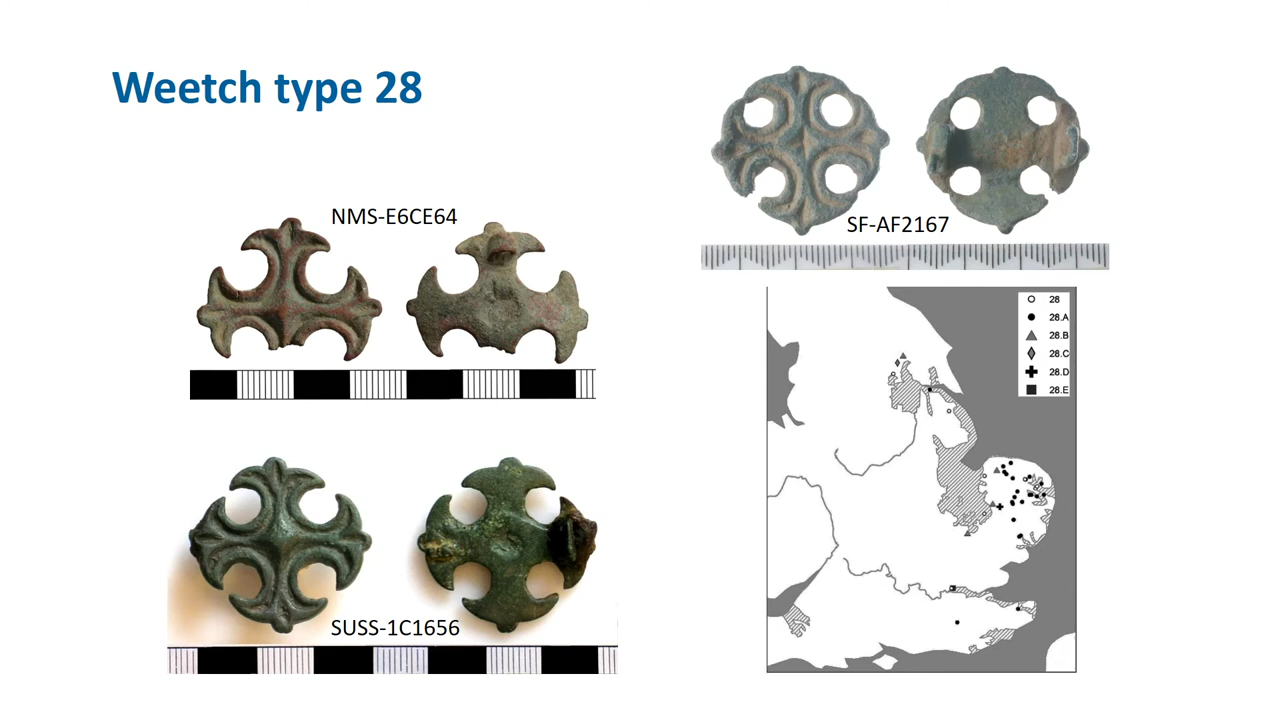 Weetch type 28
NMS-E6CE64
SF-AF2167
SUSS-1C1656
28
28.A
28.B
28.C
28.D
28.E